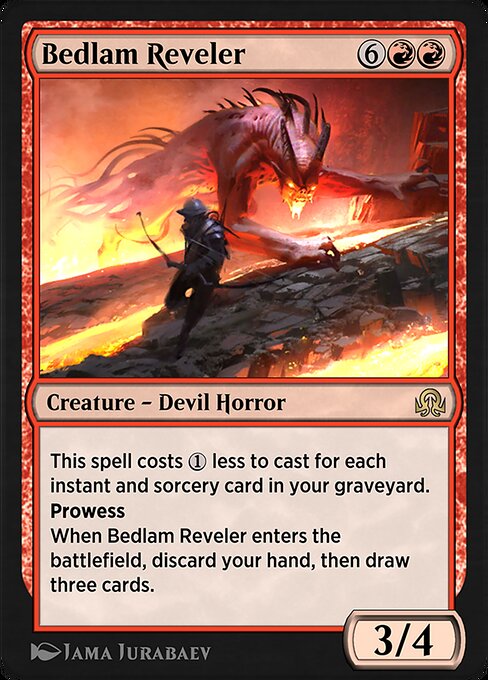 Bedlam Reveler 6
Creature – Devil Horror
This spell costs 1 less to cast for each
instant and sorcery card in your graveyard.
Prowess
When Bedlam Reveler enters the
battlefield, discard your hand, then draw
three cards.
3/4
Jama Jurabaev